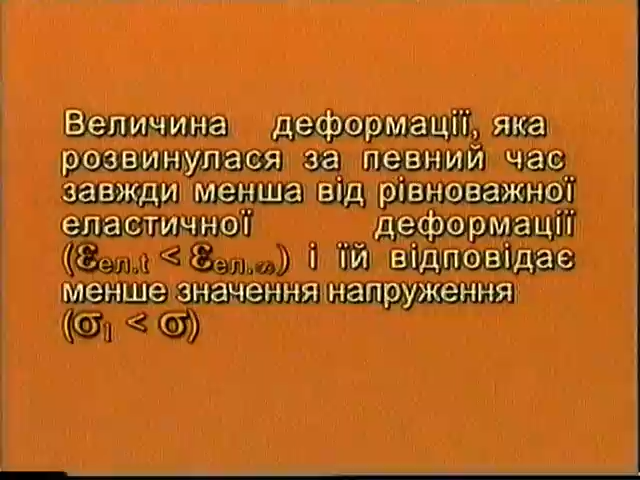 Величина деформації, яка
розвинулася за певний час
завжди менша від рівноважної
еластичної деформації
(εел.t < εел.∞) і їй відповідає
менше значення напруження
(σ1 < σ)